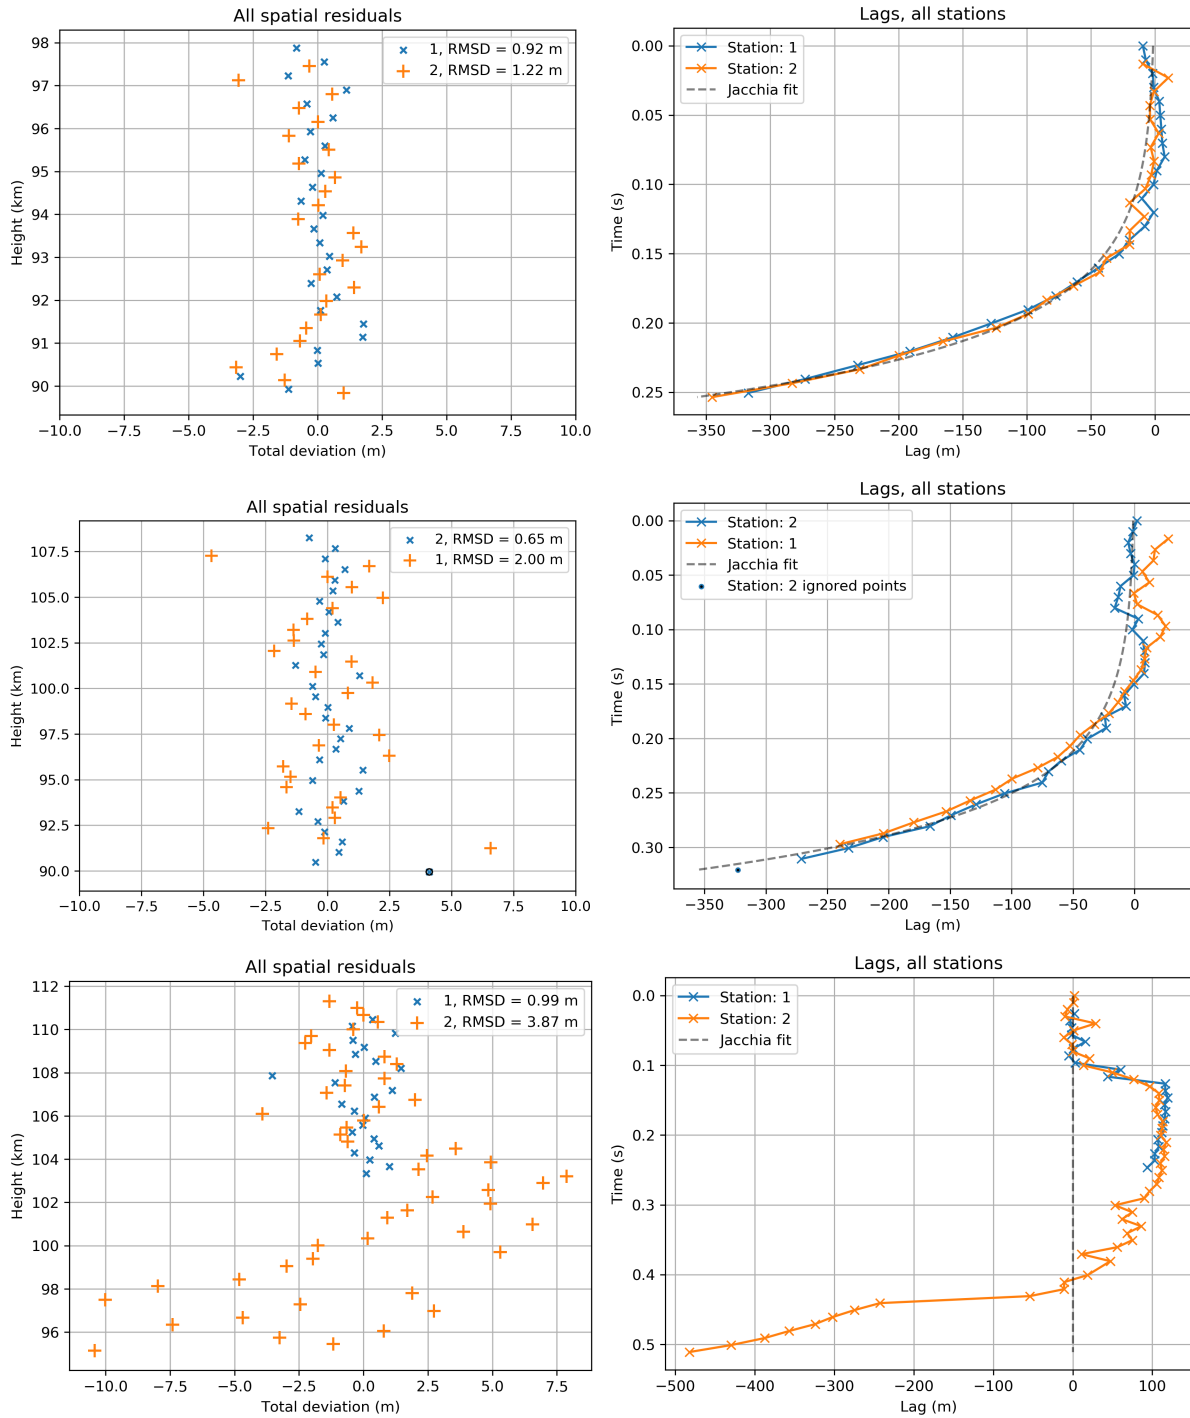 All spatial residuals
1, RMSD = 0.92 m
2, RMSD = 1.22 m
98
97
96
95
94
93
92
91
90
Height (km)
−10.0 −7.5 −5.0 −2.5 0.0 2.5 5.0 7.5 10.0
Total deviation (m)
Lags, all stations
Station: 1
Station: 2
Jacchia fit
0.00
0.05
0.10
0.15
0.20
0.25
Time (s)
−350 −300 −250 −200 −150 −100 −50 0
Lag (m)
All spatial residuals
2, RMSD = 0.65 m
1, RMSD = 2.00 m
107.5
105.0
102.5
100.0
97.5
95.0
92.5
90.0
Height (km)
−10.0 −7.5 −5.0 −2.5 0.0 2.5 5.0 7.5 10.0
Total deviation (m)
Lags, all stations
Station: 2
Station: 1
Jacchia fit
Station: 2 ignored points
0.00
0.05
0.10
0.15
0.20
0.25
0.30
Time (s)
−350 −300 −250 −200 −150 −100 −50 0
Lag (m)
All spatial residuals
1, RMSD = 0.99 m
2, RMSD = 3.87 m
112
110
108
106
104
102
100
98
96
Height (km)
−10.0 −7.5 −5.0 −2.5 0.0 2.5 5.0 7.5
Total deviation (m)
Lags, all stations
Station: 1
Station: 2
Jacchia fit
0.0
0.1
0.2
0.3
0.4
0.5
Time (s)
−500 −400 −300 −200 −100 0 100
Lag (m)